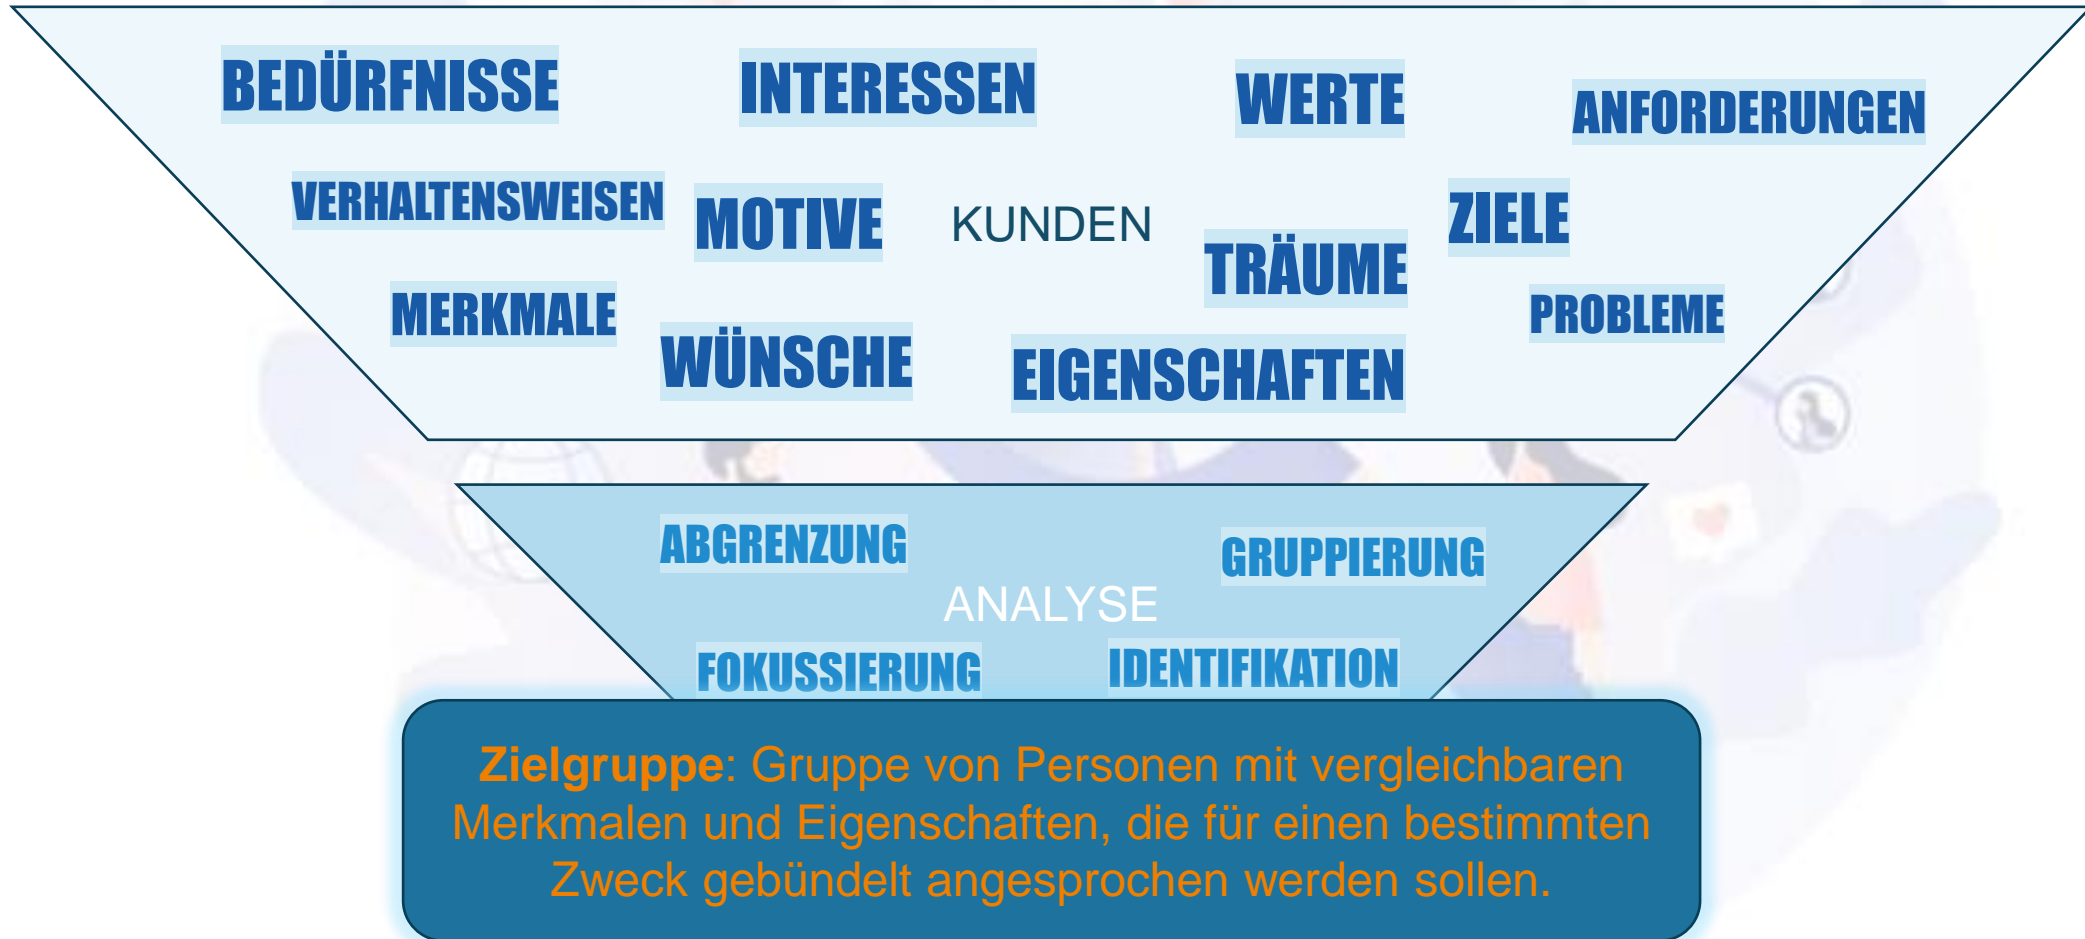 BEDÜRFNISSE
INTERESSEN
WERTE
ANFORDERUNGEN
VERHALTENSWEISEN
MOTIVE
KUNDEN
TRÄUME
ZIELE
MERKMALE
WÜNSCHE
EIGENSCHAFTEN
PROBLEME
ABGRENZUNG
GRUPPIERUNG
ANALYSE
FOKUSSIERUNG
IDENTIFIKATION
Zielgruppe: Gruppe von Personen mit vergleichbaren
Merkmalen und Eigenschaften, die für einen bestimmten
Zweck gebündelt angesprochen werden sollen.